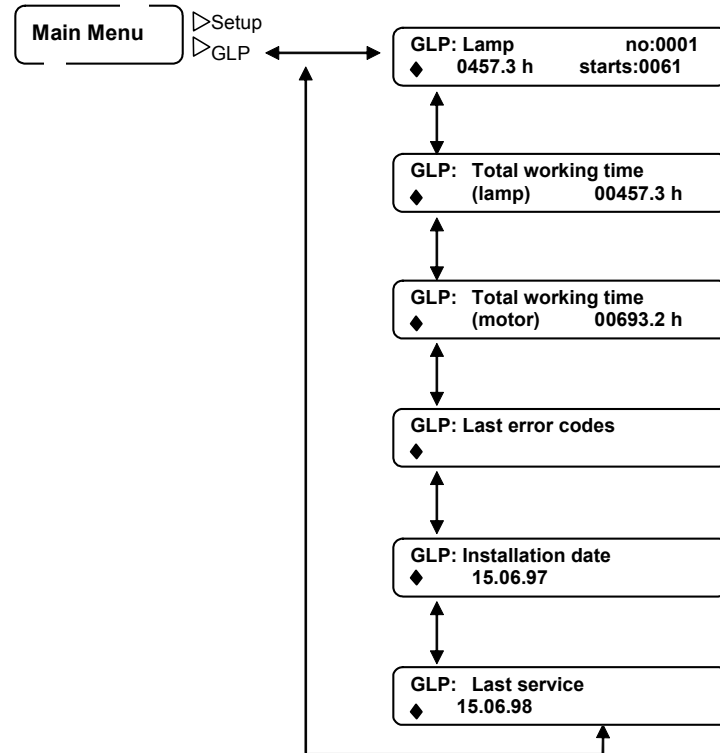 Main Menu
▷Setup
▷GLP
GLP: Lamp no:0001
♦ 0457.3 h starts:0061
GLP: Total working time
♦ (lamp) 00457.3 h
GLP: Total working time
♦ (motor) 00693.2 h
GLP: Last error codes
♦
GLP: Installation date
♦ 15.06.97
GLP: Last service
♦ 15.06.98